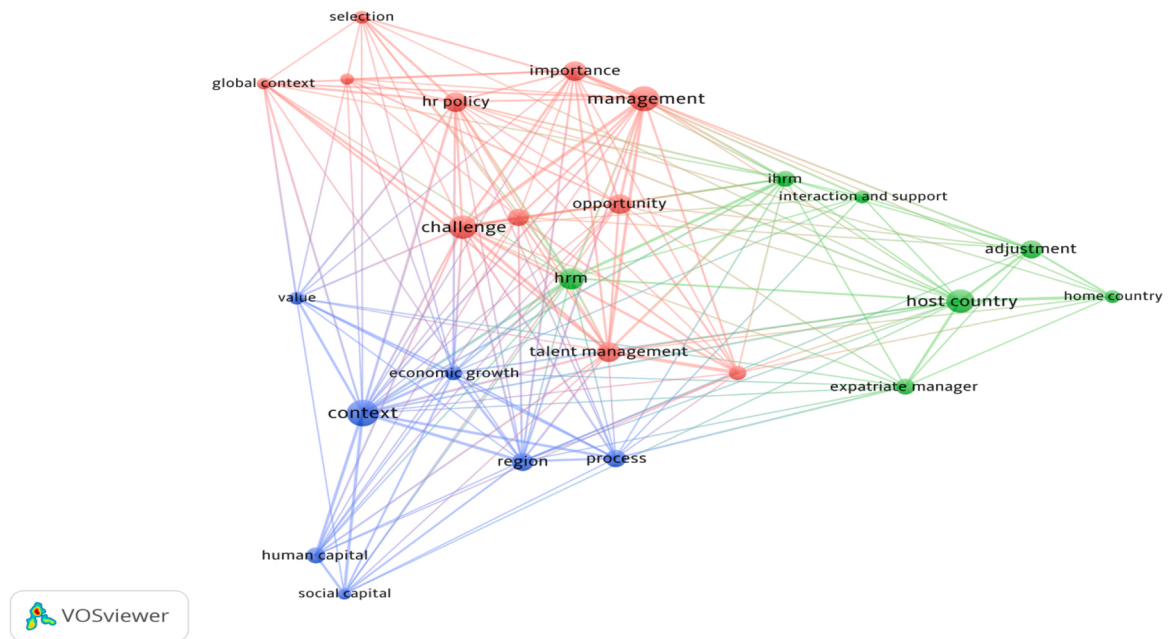 selection
importance
global context
hr policy
management
ihrm
interaction and support
opportunity
challenge
adjustment
hrm
value
host country
home country
talent management
economic growth
expatriate manager
context
region
process
human capital
social capital
VOSviewer